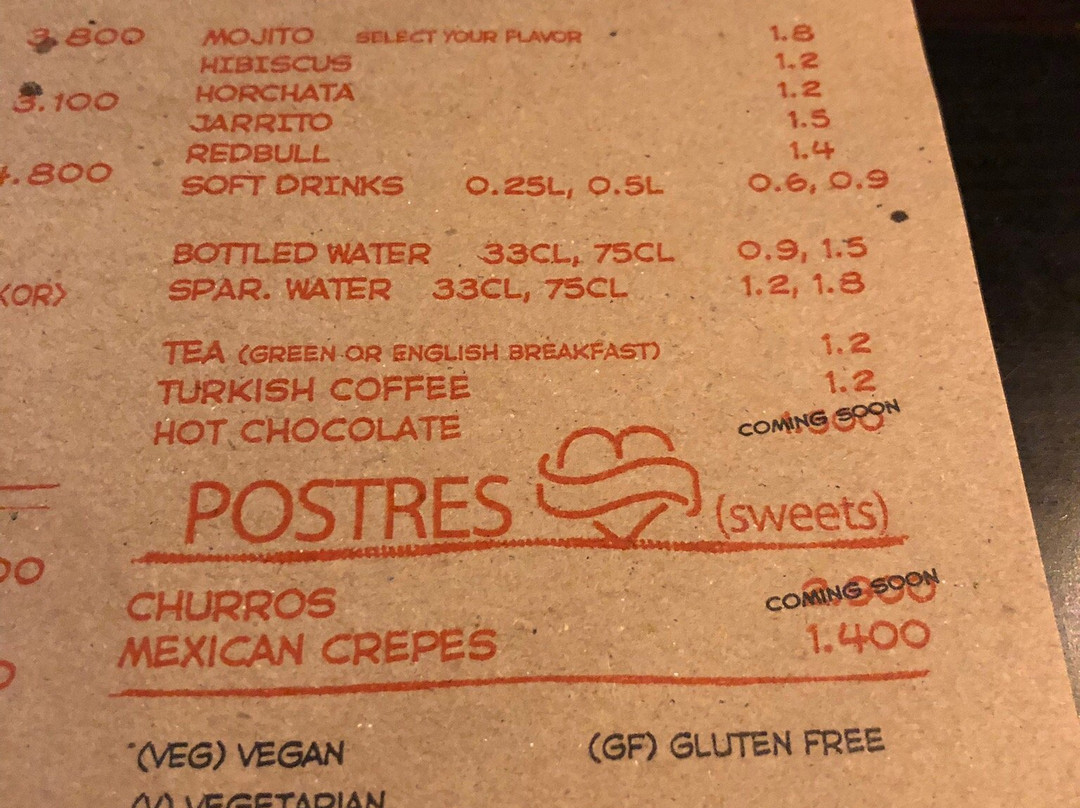 3.800
3.100
4.800
<OR>
MOJITO SELECT YOUR FLAVOR 1.8
HIBISCUS 1.2
HORCHATA 1.2
JARRITO 1.5
REDBULL 1.4
SOFT DRINKS 0.25L, 0.5L 0.6, 0.9
BOTTLED WATER 33CL, 75CL 0.9, 1.5
SPAR. WATER 33CL, 75CL 1.2, 1.8
TEA (GREEN OR ENGLISH BREAKFAST) 1.2
TURKISH COFFEE 1.2
HOT CHOCOLATE COMING SOON
POSTRES (sweets)
CHURROS COMING SOON
MEXICAN CREPES 1.400
(VEG) VEGAN (GF) GLUTEN FREE
(V) VEGETARIAN